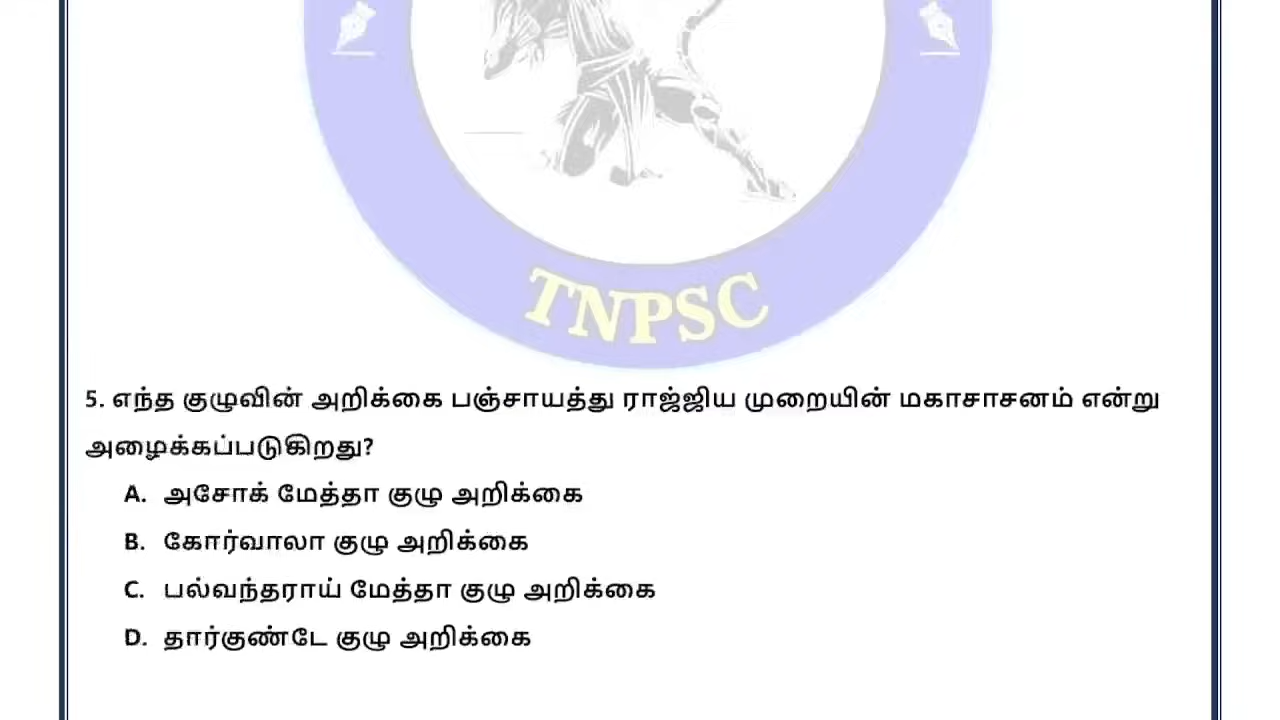 TNPSC
5. எந்த குழுவின் அறிக்கை பஞ்சாயத்து ராஜ்ஜிய முறையின் மகாசாசனம் என்று
அழைக்கப்படுகிறது?
A. அசோக் மேத்தா குழு அறிக்கை
B. கோர்வாலா குழு அறிக்கை
C. பல்வந்தராய் மேத்தா குழு அறிக்கை
D. தார்குண்டே குழு அறிக்கை